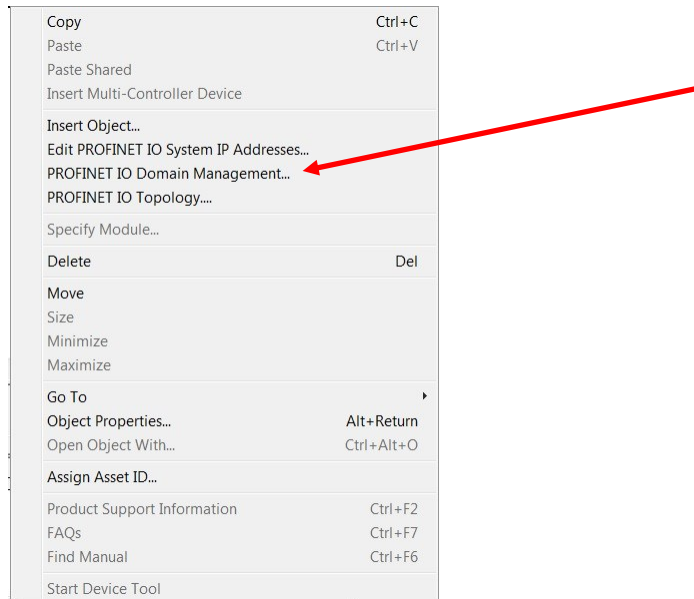 Copy Ctrl+C
Paste Ctrl+V
Paste Shared
Insert Multi-Controller Device
Insert Object...
Edit PROFINET IO System IP Addresses...
PROFINET IO Domain Management...
PROFINET IO Topology....
Specify Module...
Delete Del
Move
Size
Minimize
Maximize
Go To
Object Properties... Alt+Return
Open Object With... Ctrl+Alt+O
Assign Asset ID...
Product Support Information Ctrl+F2
FAQs Ctrl+F7
Find Manual Ctrl+F6
Start Device Tool